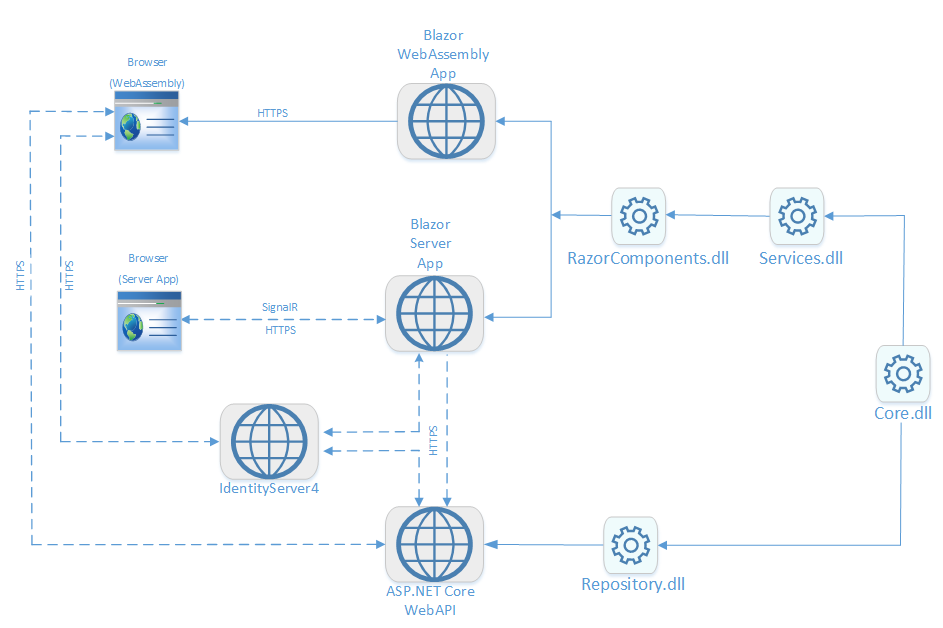 Blazor
WebAssembly
App
Browser
(WebAssembly)
HTTPS
RazorComponents.dll
Services.dll
Blazor
Server
App
Browser
(Server App)
SignalR
HTTPS
HTTPS
HTTPS
Core.dll
HTTPS
IdentityServer4
ASP.NET Core
WebAPI
Repository.dll